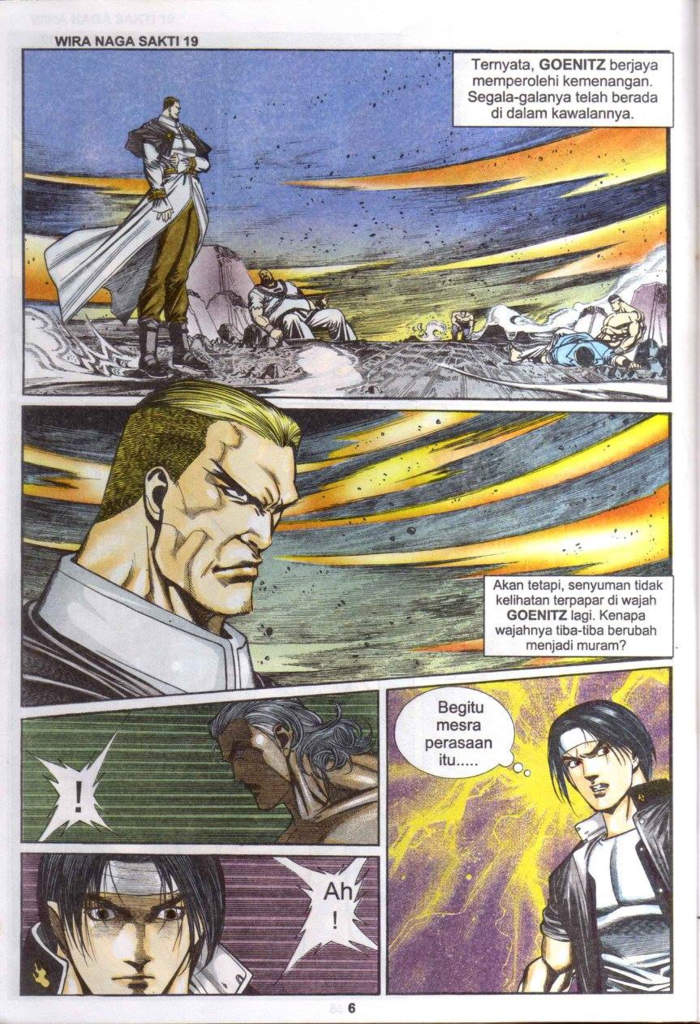 WIRA NAGA SAKTI 19
Ternyata, GOENITZ berjaya
memperolehi kemenangan.
Segala-galanya telah berada
di dalam kawalannya.
Akan tetapi, senyuman tidak
kelihatan terpapar di wajah
GOENITZ lagi. Kenapa
wajahnya tiba-tiba berubah
menjadi muram?
!
Begitu
mesra
perasaan
itu.....
Ah
!
6